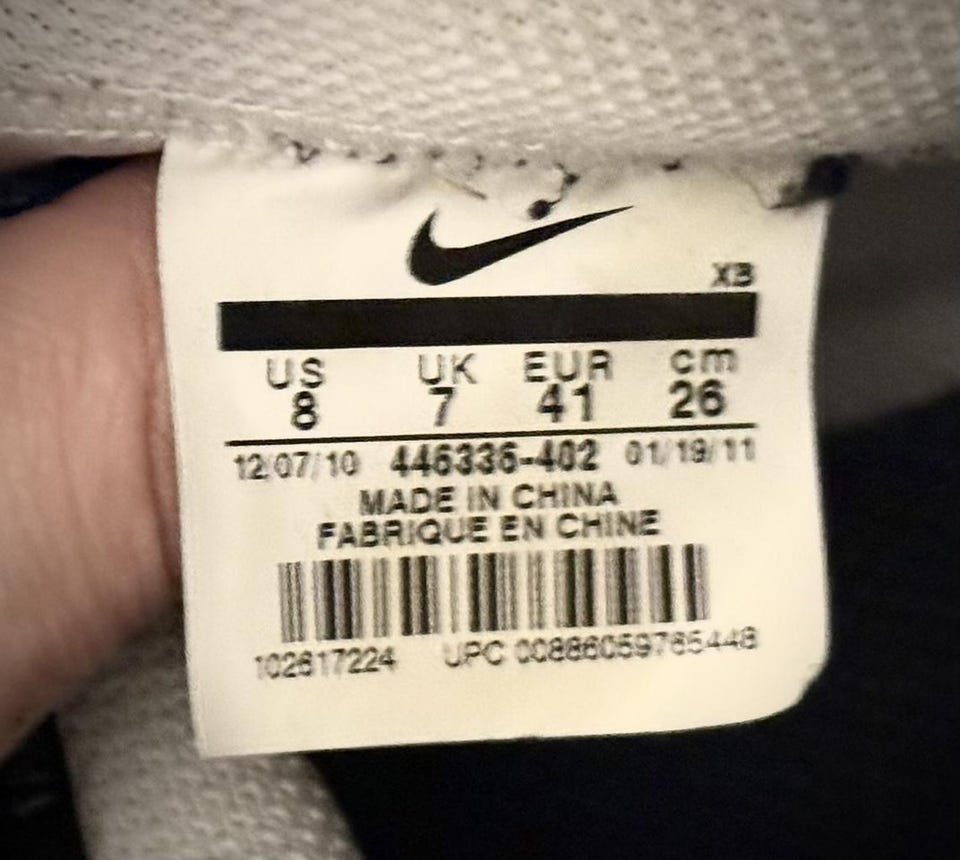 XB
US UK EUR cm
8 7 41 26
12/07/10 446336-402 01/19/11
MADE IN CHINA
FABRIQUE EN CHINE
102617224 UPC 00886059765448